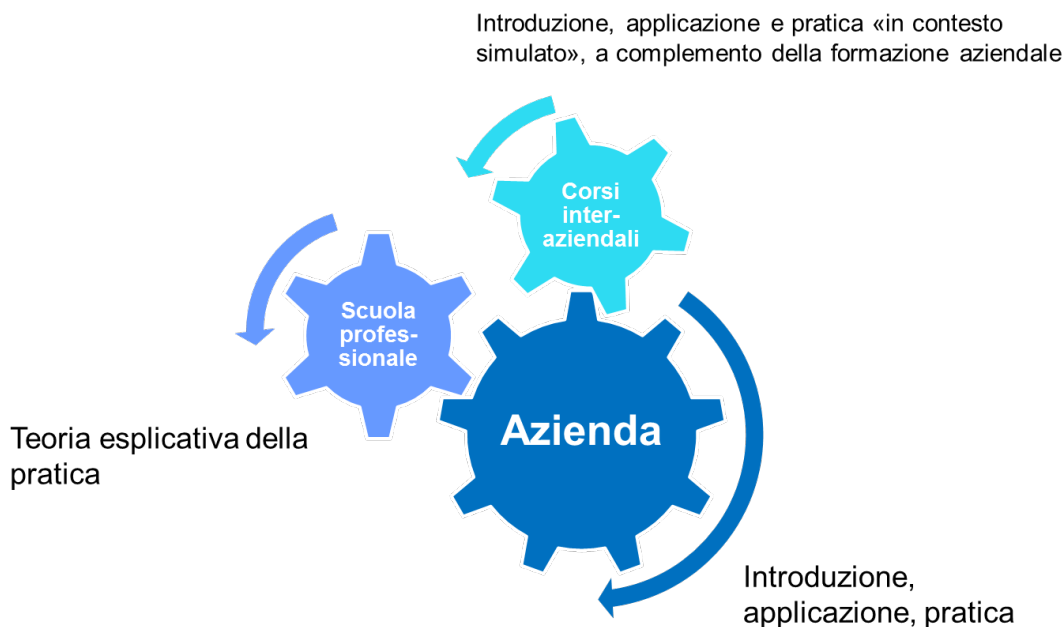 Introduzione, applicazione e pratica «in contesto
simulato», a complemento della formazione aziendale
Corsi
inter-
aziendali
Scuola
profes-
sionale
Azienda
Teoria esplicativa della
pratica
Introduzione,
applicazione, pratica